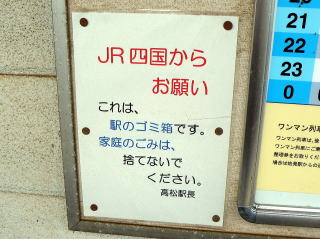 JR四国から
お願い
これは、
駅のゴミ箱です。
家庭のごみは、
捨てないで
ください。
高松駅長
21
22
23
0
ワンマン列車